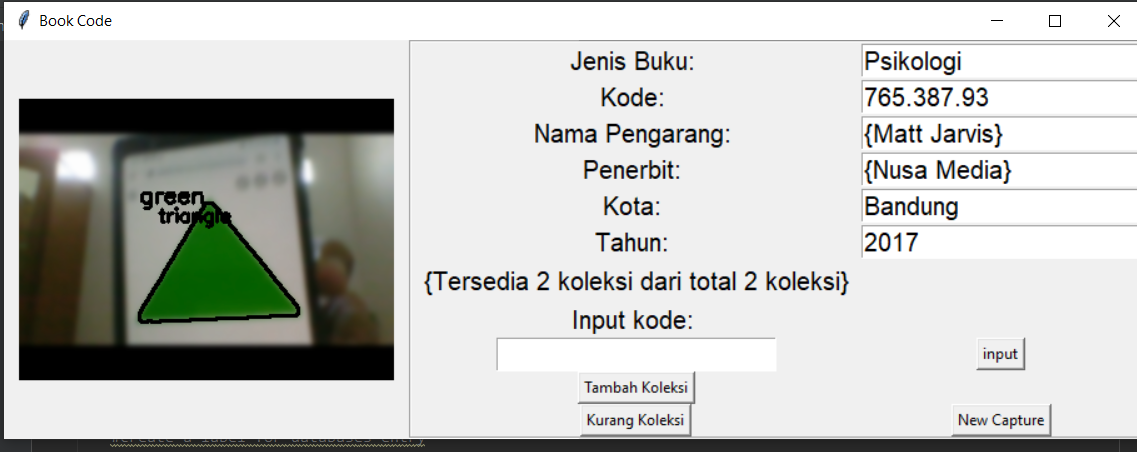 Book Code
green
triangle
Jenis Buku: Psikologi
Kode: 765.387.93
Nama Pengarang: {Matt Jarvis}
Penerbit: {Nusa Media}
Kota: Bandung
Tahun: 2017
{Tersedia 2 koleksi dari total 2 koleksi}
Input kode:
input
Tambah Koleksi
Kurang Koleksi New Capture